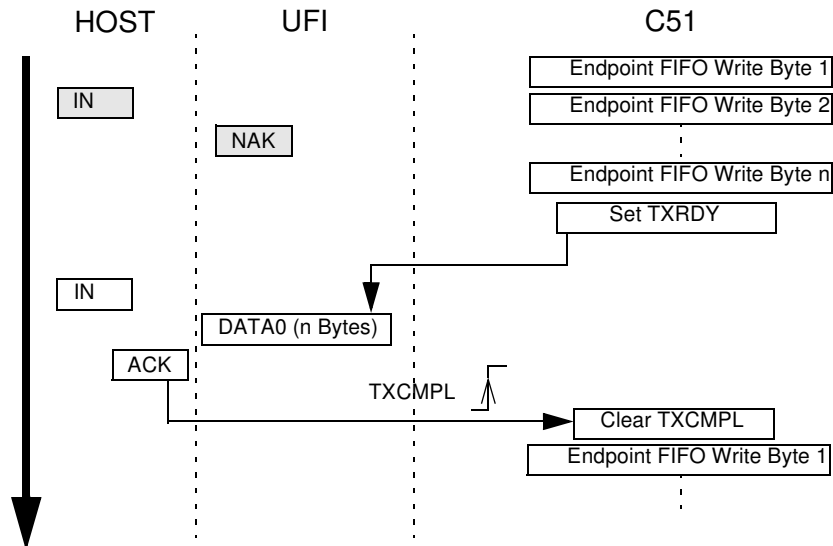 HOST UFI C51
Endpoint FIFO Write Byte 1
IN
Endpoint FIFO Write Byte 2
NAK
Endpoint FIFO Write Byte n
Set TXRDY
IN
DATA0 (n Bytes)
ACK
TXCMPL
Clear TXCMPL
Endpoint FIFO Write Byte 1